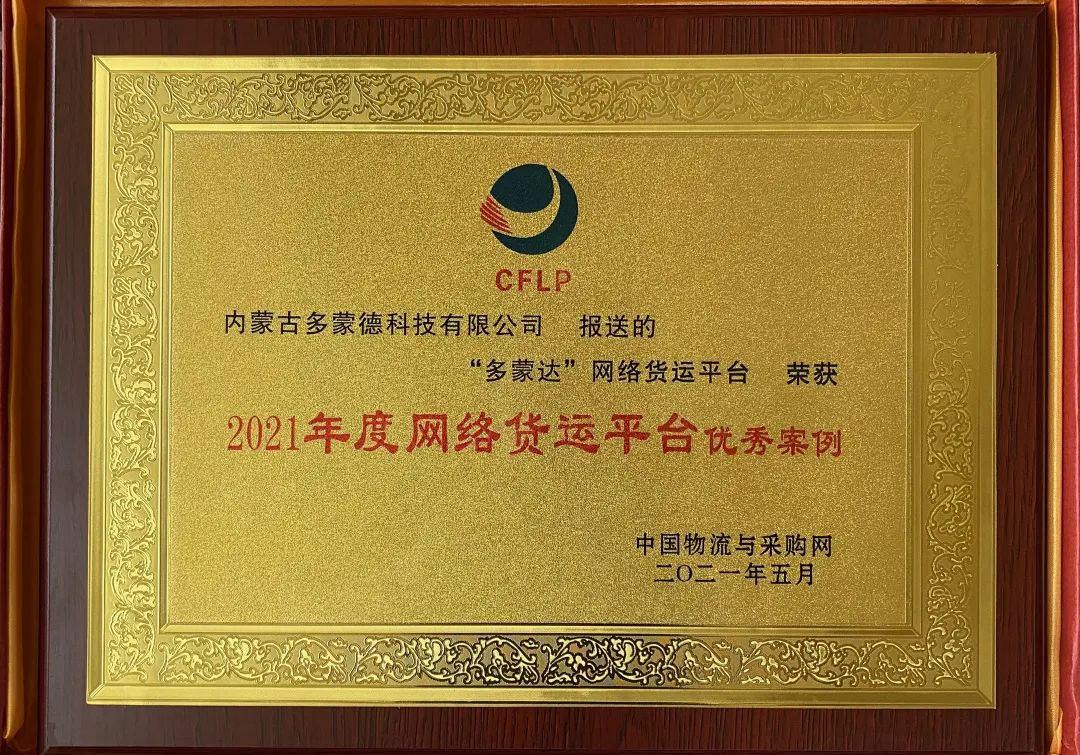 CFLP
内蒙古多蒙德科技有限公司 报送的
“多蒙达”网络货运平台 荣获
2021年度网络货运平台优秀案例
中国物流与采购网
二〇二一年五月